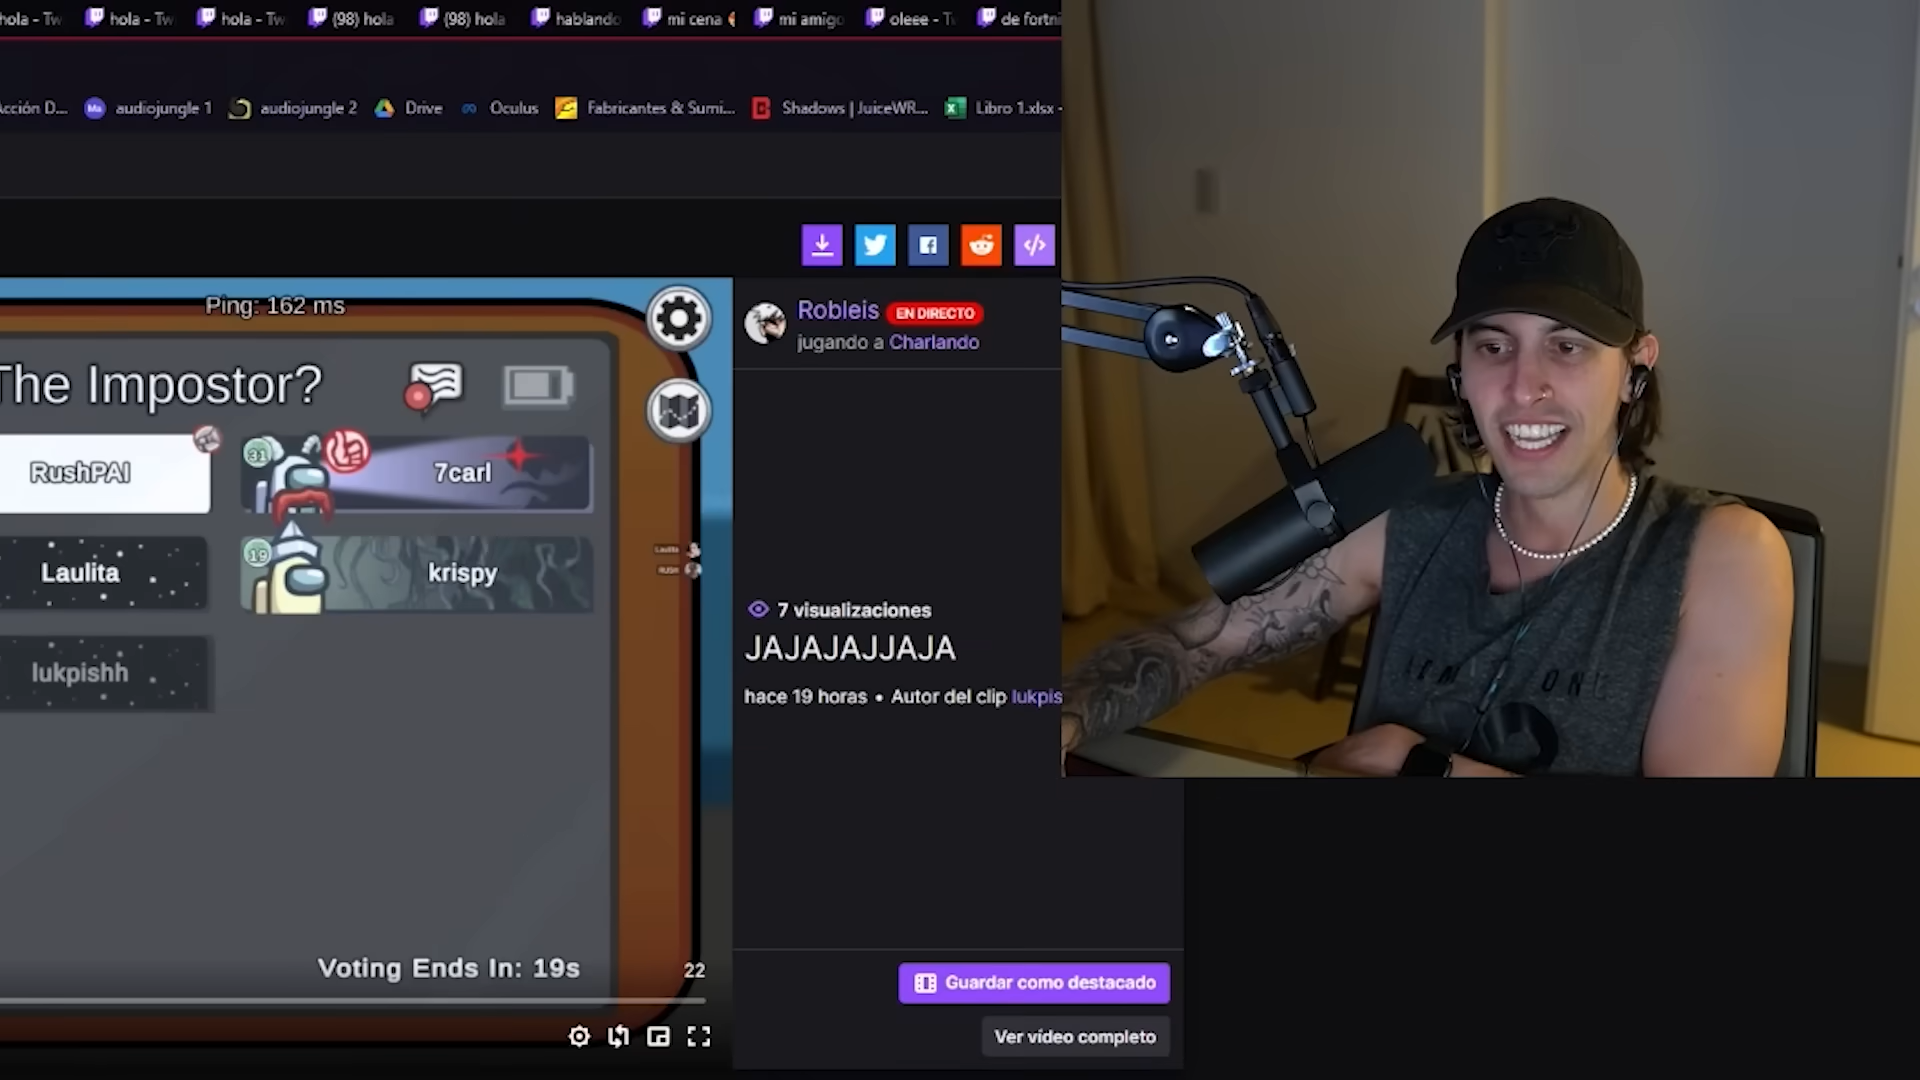 hola - Tw hola - Tw hola - Tw (98) hola (98) hola hablando mi cena mi amigo oleee - T de fortni
Acción D... audiojungle 1 audiojungle 2 Drive Oculus Fabricantes & Sumi... Shadows | JuiceWR... Libro 1.xlsx -
Ping: 162 ms
The Impostor?
RushPAI
31
7carl
Laulita
19
krispy
lukpishh
Voting Ends In: 19s
22
Robleis EN DIRECTO
jugando a Charlando
7 visualizaciones
JAJAJAJJAJA
hace 19 horas • Autor del clip lukpis
Guardar como destacado
Ver vídeo completo